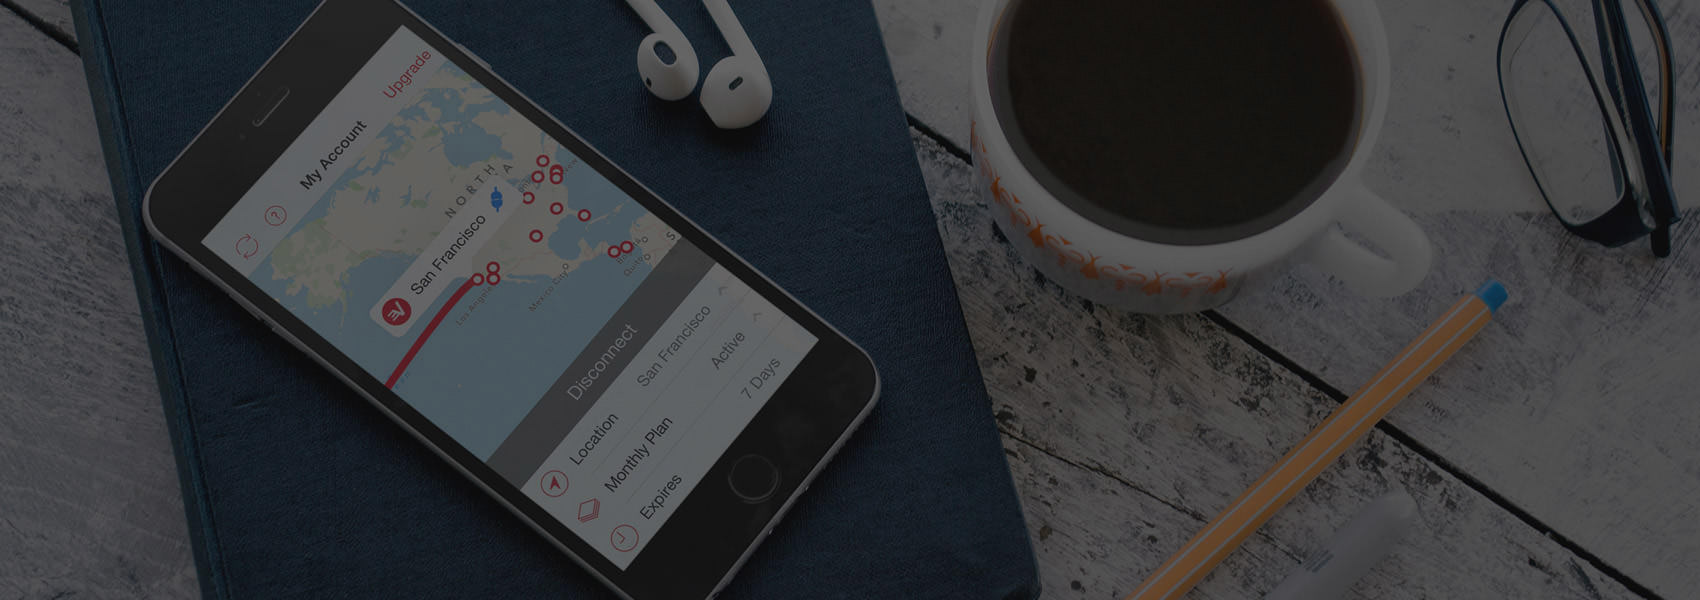 My Account
Upgrade
NORTH
A
San Francisco
Los Angeles
Mexico City
Quito
S
Disconnect
Location
San Francisco
Monthly Plan
Active
Expires
7 Days